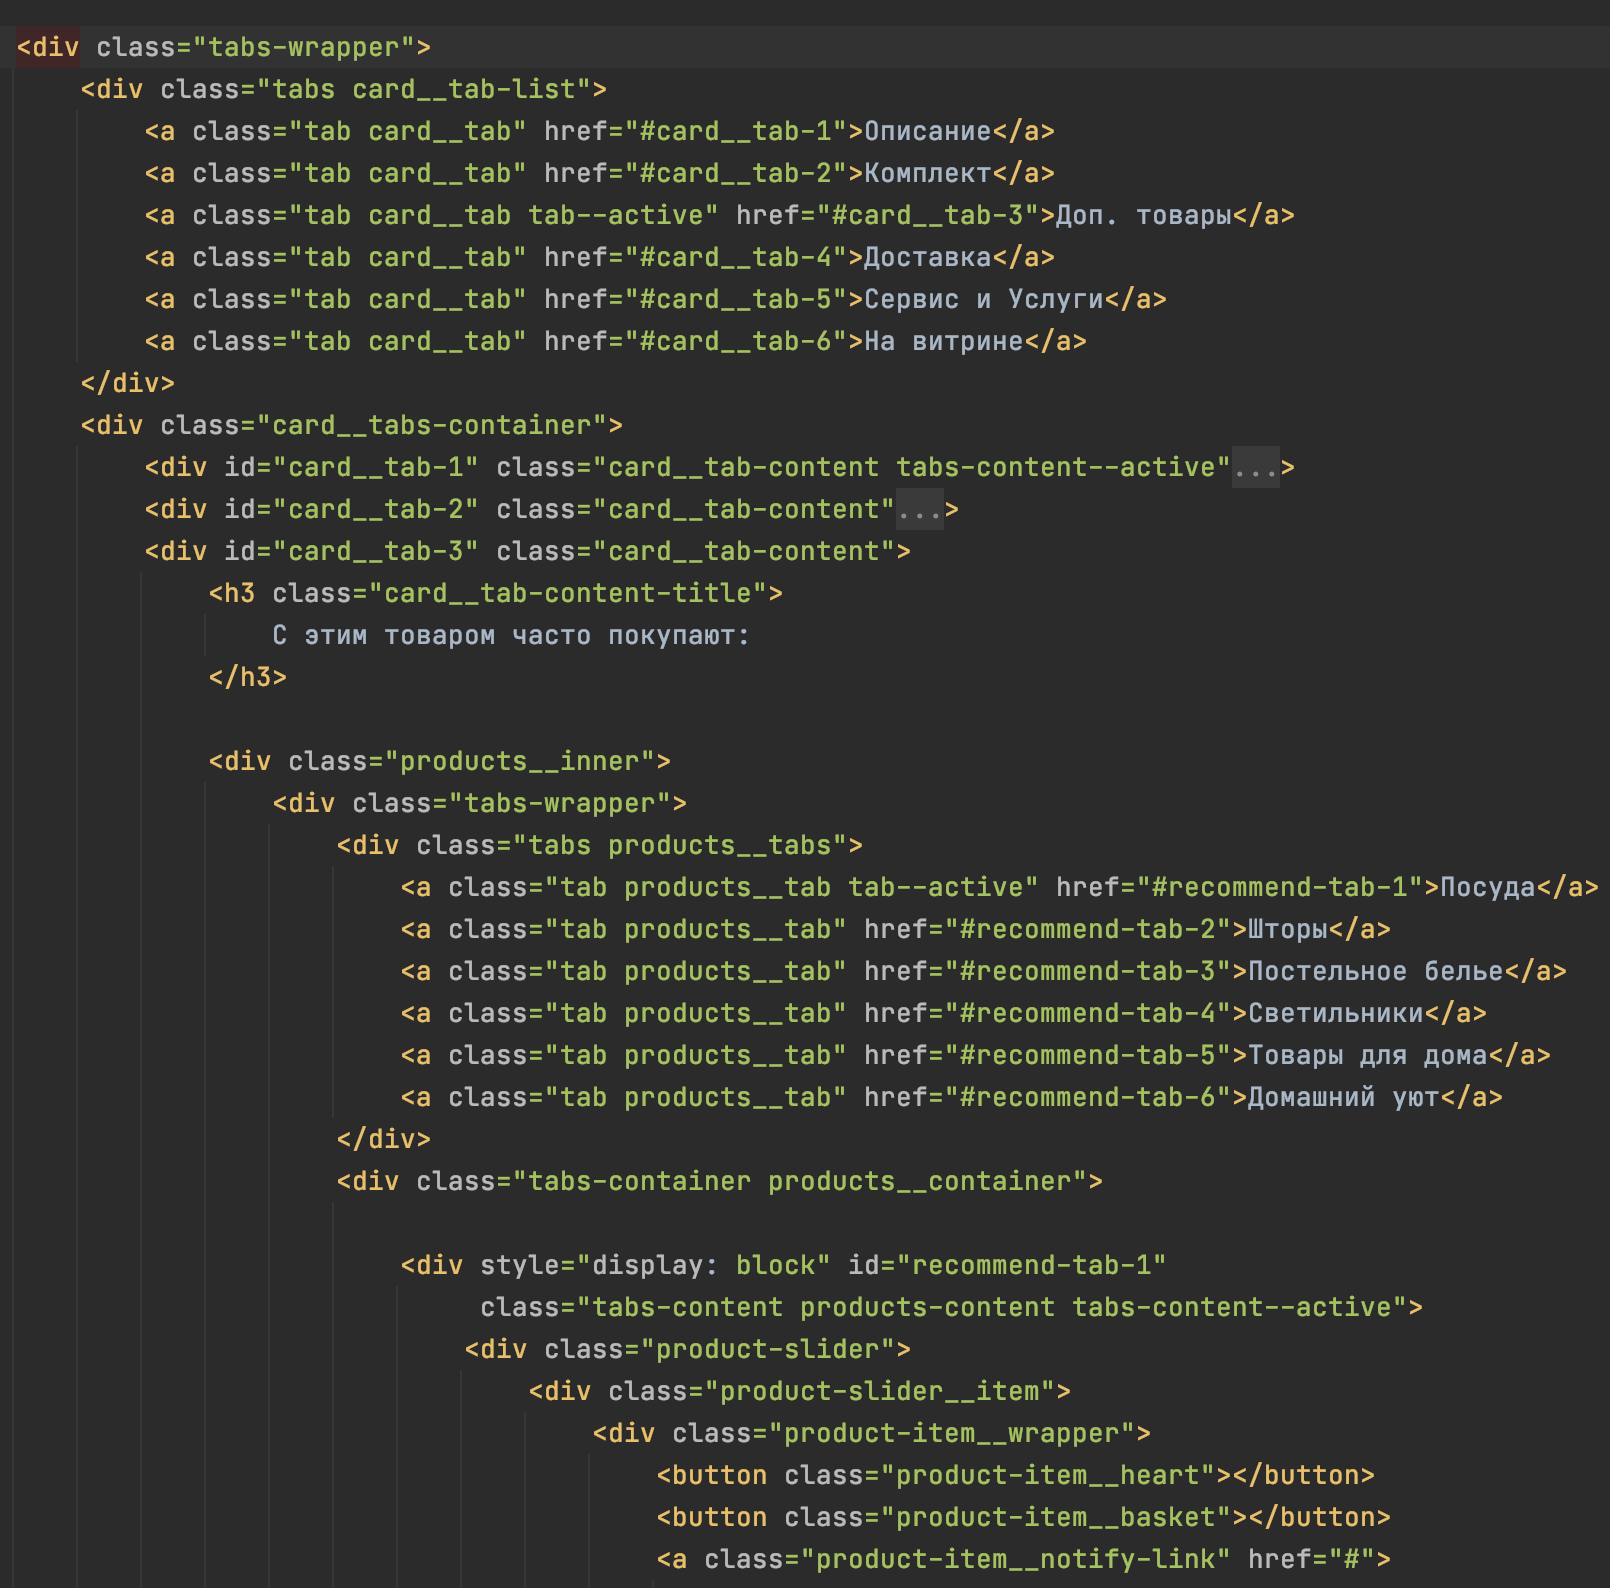 <div class="tabs-wrapper">
<div class="tabs card__tab-list">
<a class="tab card__tab" href="#card__tab-1">Описание</a>
<a class="tab card__tab" href="#card__tab-2">Комплект</a>
<a class="tab card__tab tab--active" href="#card__tab-3">Доп. товары</a>
<a class="tab card__tab" href="#card__tab-4">Доставка</a>
<a class="tab card__tab" href="#card__tab-5">Сервис и Услуги</a>
<a class="tab card__tab" href="#card__tab-6">На витрине</a>
</div>
<div class="card__tabs-container">
<div id="card__tab-1" class="card__tab-content tabs-content--active"...>
<div id="card__tab-2" class="card__tab-content"...>
<div id="card__tab-3" class="card__tab-content">
<h3 class="card__tab-content-title">
С этим товаром часто покупают:
</h3>
<div class="products__inner">
<div class="tabs-wrapper">
<div class="tabs products__tabs">
<a class="tab products__tab tab--active" href="#recommend-tab-1">Посуда</a>
<a class="tab products__tab" href="#recommend-tab-2">Шторы</a>
<a class="tab products__tab" href="#recommend-tab-3">Постельное белье</a>
<a class="tab products__tab" href="#recommend-tab-4">Светильники</a>
<a class="tab products__tab" href="#recommend-tab-5">Товары для дома</a>
<a class="tab products__tab" href="#recommend-tab-6">Домашний уют</a>
</div>
<div class="tabs-container products__container">
<div style="display: block" id="recommend-tab-1"
class="tabs-content products-content tabs-content--active">
<div class="product-slider">
<div class="product-slider__item">
<div class="product-item__wrapper">
<button class="product-item__heart"></button>
<button class="product-item__basket"></button>
<a class="product-item__notify-link" href="#">